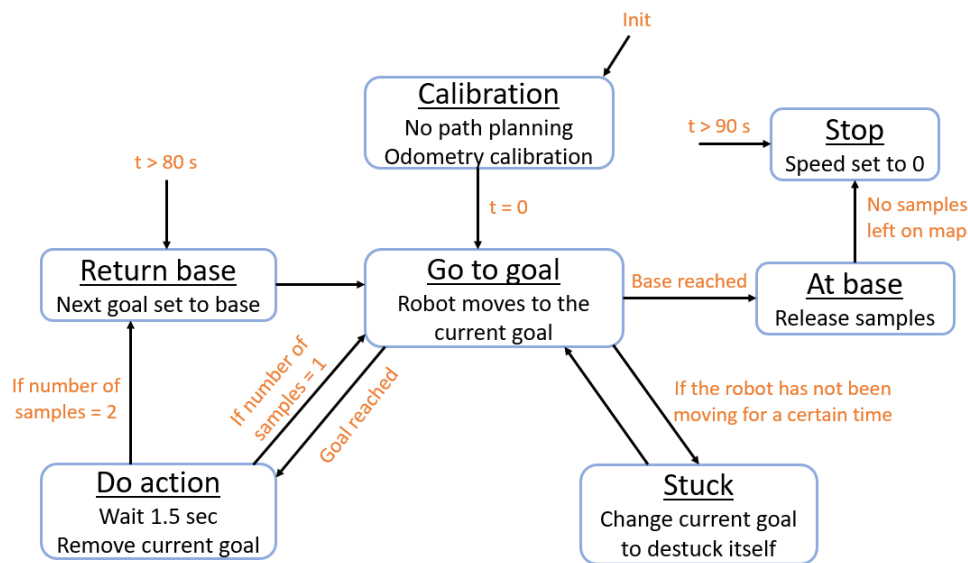 Init
Calibration
No path planning
Odometry calibration
t > 90 s
Stop
Speed set to 0
t > 80 s
t = 0
No samples
left on map
Return base
Next goal set to base
Go to goal
Robot moves to the
current goal
Base reached
At base
Release samples
If number of
samples = 2
If number of
samples = 1
Goal reached
If the robot has not been
moving for a certain time
Do action
Wait 1.5 sec
Remove current goal
Stuck
Change current goal
to destuck itself